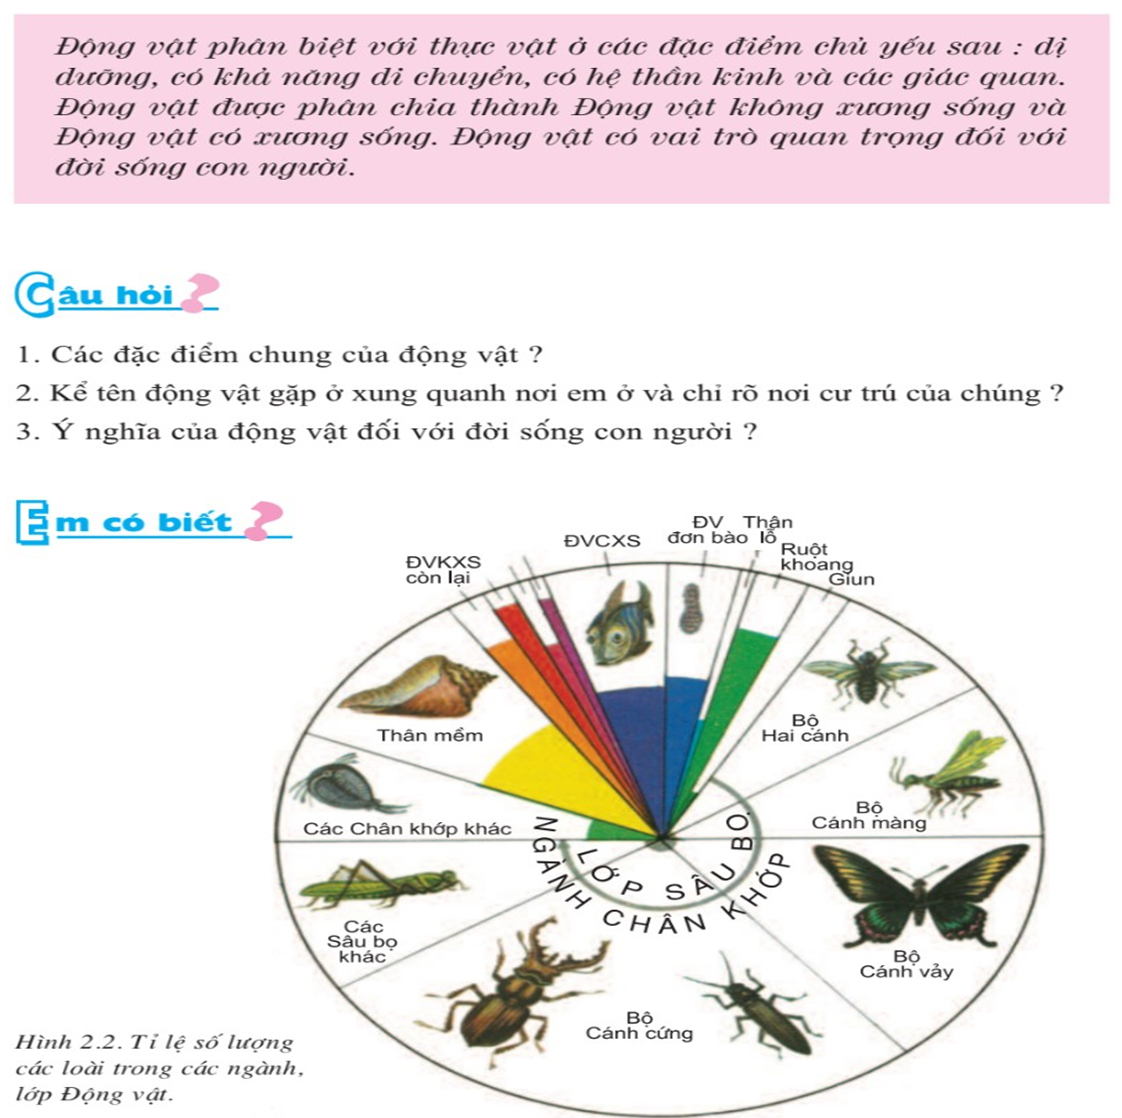 Động vật phân biệt với thực vật ở các đặc điểm chủ yếu sau : dị
dưỡng, có khả năng di chuyển, có hệ thần kinh và các giác quan.
Động vật được phân chia thành Động vật không xương sống và
Động vật có xương sống. Động vật có vai trò quan trọng đối với
đời sống con người.
Câu hỏi ?
1. Các đặc điểm chung của động vật ?
2. Kể tên động vật gặp ở xung quanh nơi em ở và chỉ rõ nơi cư trú của chúng ?
3. Ý nghĩa của động vật đối với đời sống con người ?
Em có biết ?
ĐVKXS
còn lại
ĐVCXS
ĐV
đơn bào
Thân
lỗ
Ruột
khoang
Giun
Thân mềm
Bộ
Hai cánh
Bộ
Cánh màng
Các Chân khớp khác
NGÀNH CHÂN KHỚP
LỚP SÂU BỌ
Các
Sâu bọ
khác
Bộ
Cánh vảy
Bộ
Cánh cứng
Hình 2.2. Tỉ lệ số lượng
các loài trong các ngành,
lớp Động vật.